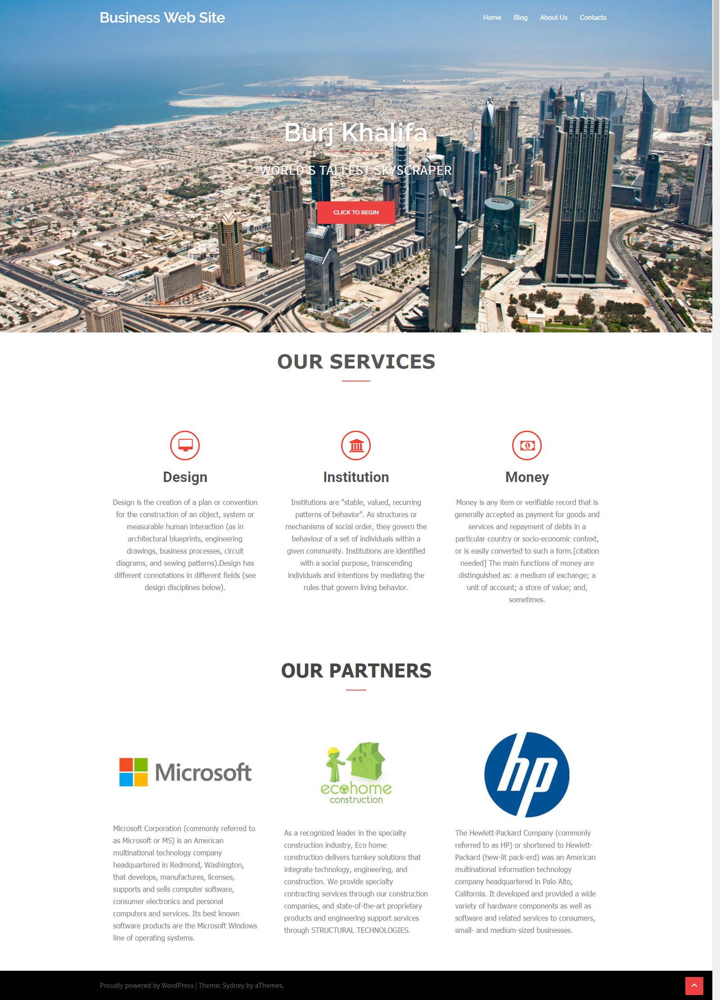 Business Web Site
Home Blog About Us Contacts
Burj Khalifa
WORLD'S TALLEST SKYSCRAPER
CLICK TO BEGIN
OUR SERVICES
Design
Design is the creation of a plan or convention
for the construction of an object, system or
measurable human interaction (as in
architectural blueprints, engineering
drawings, business processes, circuit
diagrams, and sewing patterns).Design has
different connotations in different fields (see
design disciplines below).
Institution
Institutions are "stable, valued, recurring
patterns of behavior". As structures or
mechanisms of social order, they govern the
behaviour of a set of individuals within a
given community. Institutions are identified
with a social purpose, transcending
individuals and intentions by mediating the
rules that govern living behavior.
1
Money
Money is any item or verifiable record that is
generally accepted as payment for goods and
services and repayment of debts in a
particular country or socio-economic context,
or is easily converted to such a form.[citation
needed] The main functions of money are
distinguished as: a medium of exchange; a
unit of account; a store of value; and,
sometimes.
OUR PARTNERS
Microsoft
Microsoft Corporation (commonly referred to
as Microsoft or MS) is an American
multinational technology company
headquartered in Redmond, Washington,
that develops, manufactures, licenses,
supports and sells computer software,
consumer electronics and personal
computers and services. Its best known
software products are the Microsoft Windows
line of operating systems.
ecohome
construction
As a recognized leader in the specialty
construction industry, Eco home
construction delivers turnkey solutions that
integrate technology, engineering, and
construction. We provide specialty
contracting services through our construction
companies, and state-of-the-art proprietary
products and engineering support services
through STRUCTURAL TECHNOLOGIES.
hp
The Hewlett-Packard Company (commonly
referred to as HP) or shortened to Hewlett-
Packard (hew-lit pack-erd) was an American
multinational information technology
company headquartered in Palo Alto,
California. It developed and provided a wide
variety of hardware components as well as
software and related services to consumers,
small- and medium-sized businesses.
Proudly powered by WordPress | Theme: Sydney by aThemes.